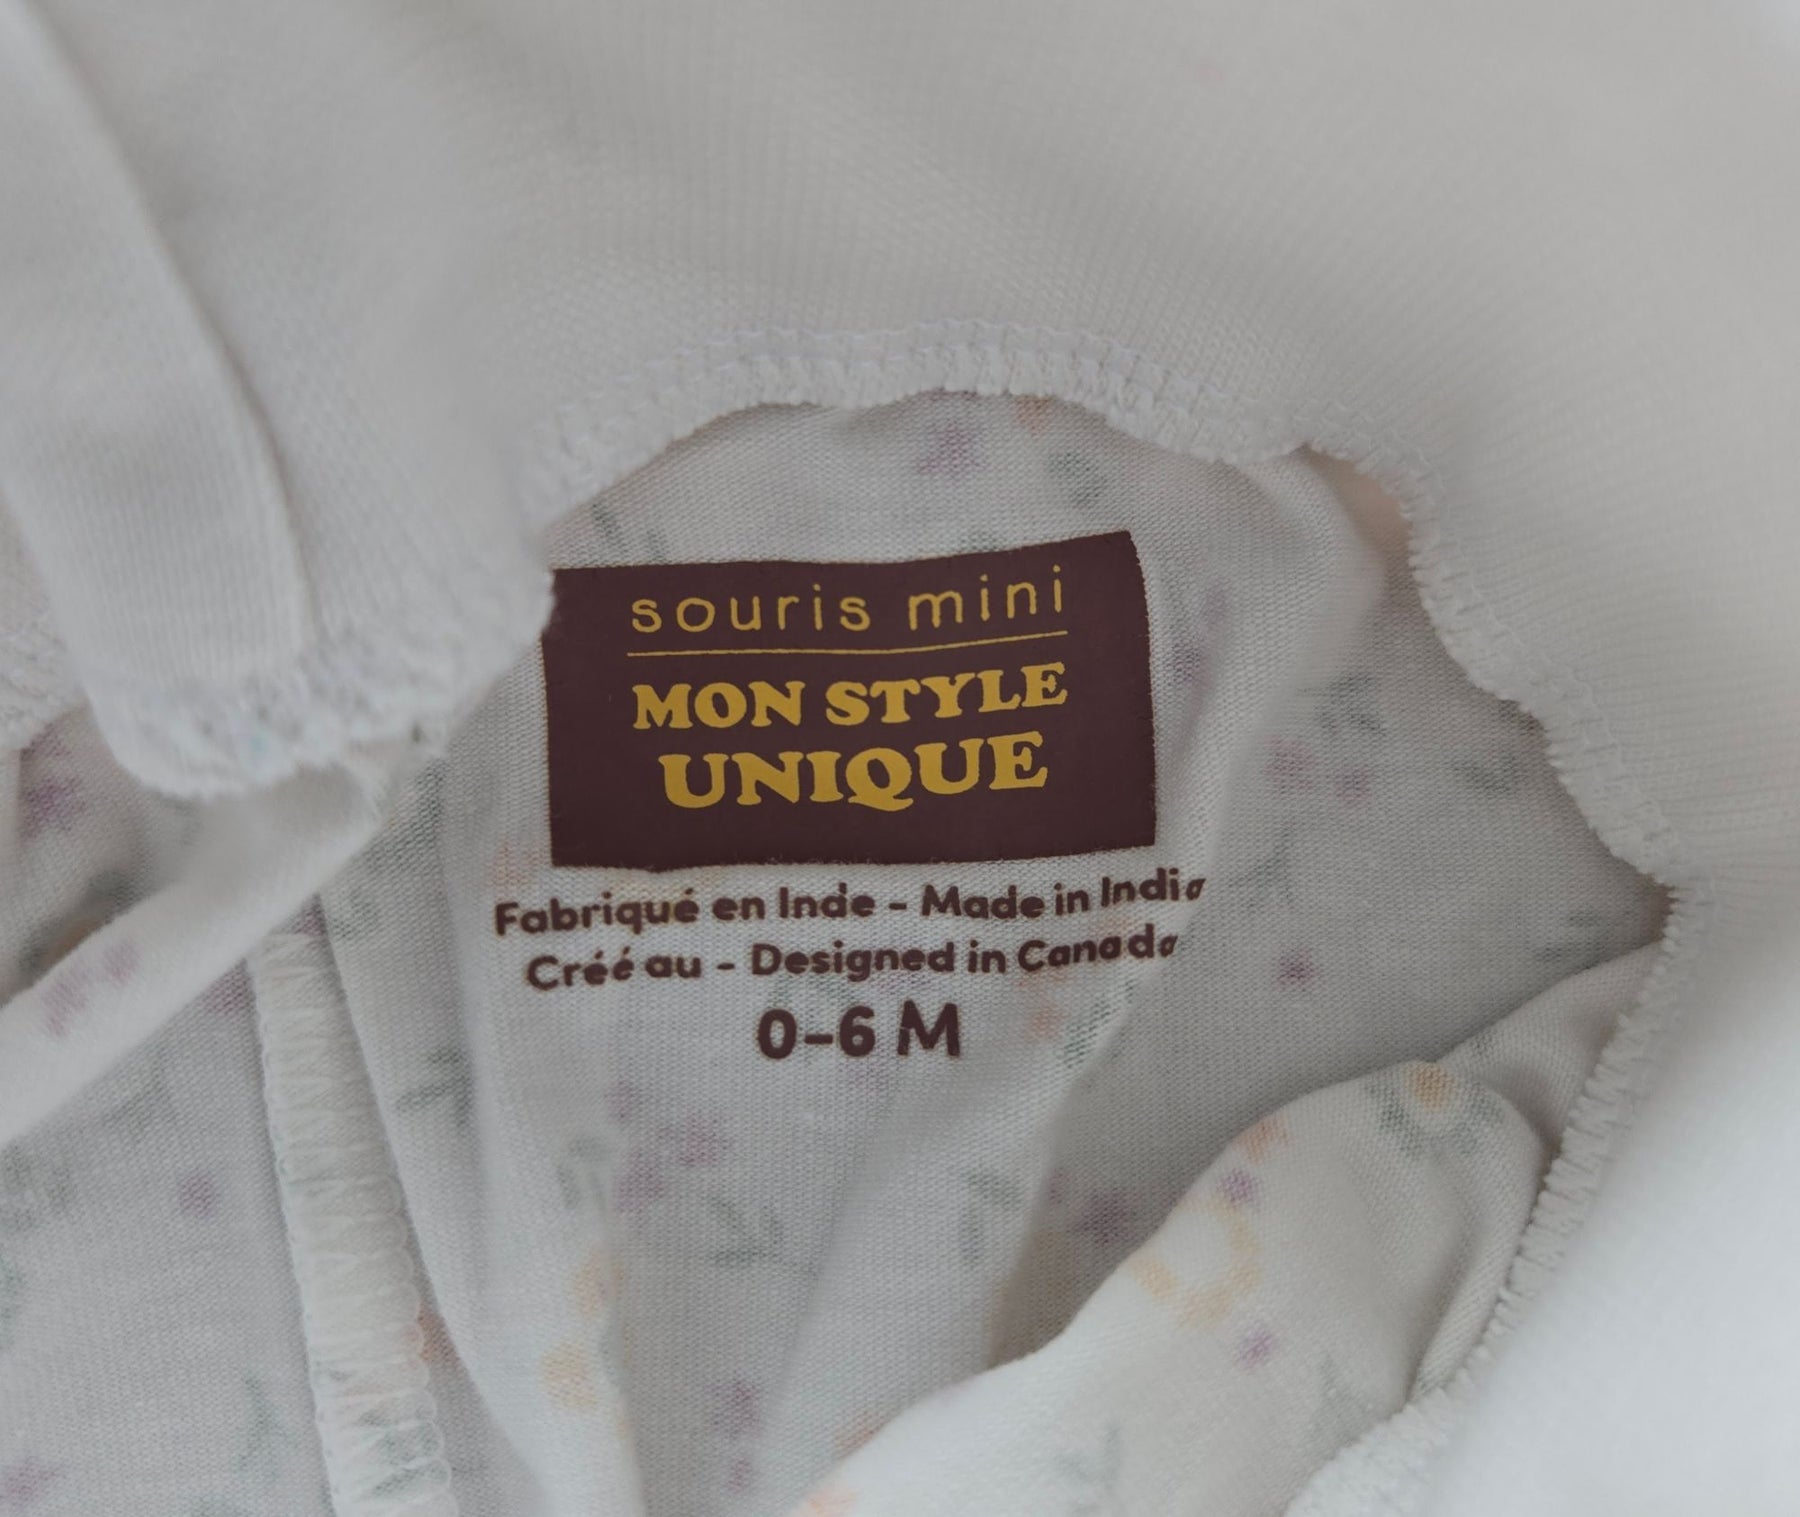 souris mini
MON STYLE
UNIQUE
Fabriqué en Inde - Made in India
Créé au - Designed in Canada
0-6 M